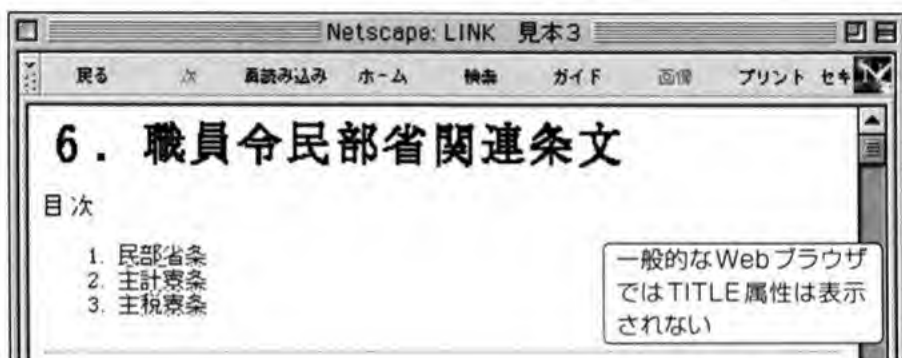 Netscape: LINK 見本3
戻る 次 再読み込み ホーム 検索 ガイド 画像 プリント セキ
6. 職員令民部省関連条文
目次
1. 民部省条
2. 主計寮条
3. 主税寮条
一般的なWebブラウザ
ではTITLE属性は表示
されない